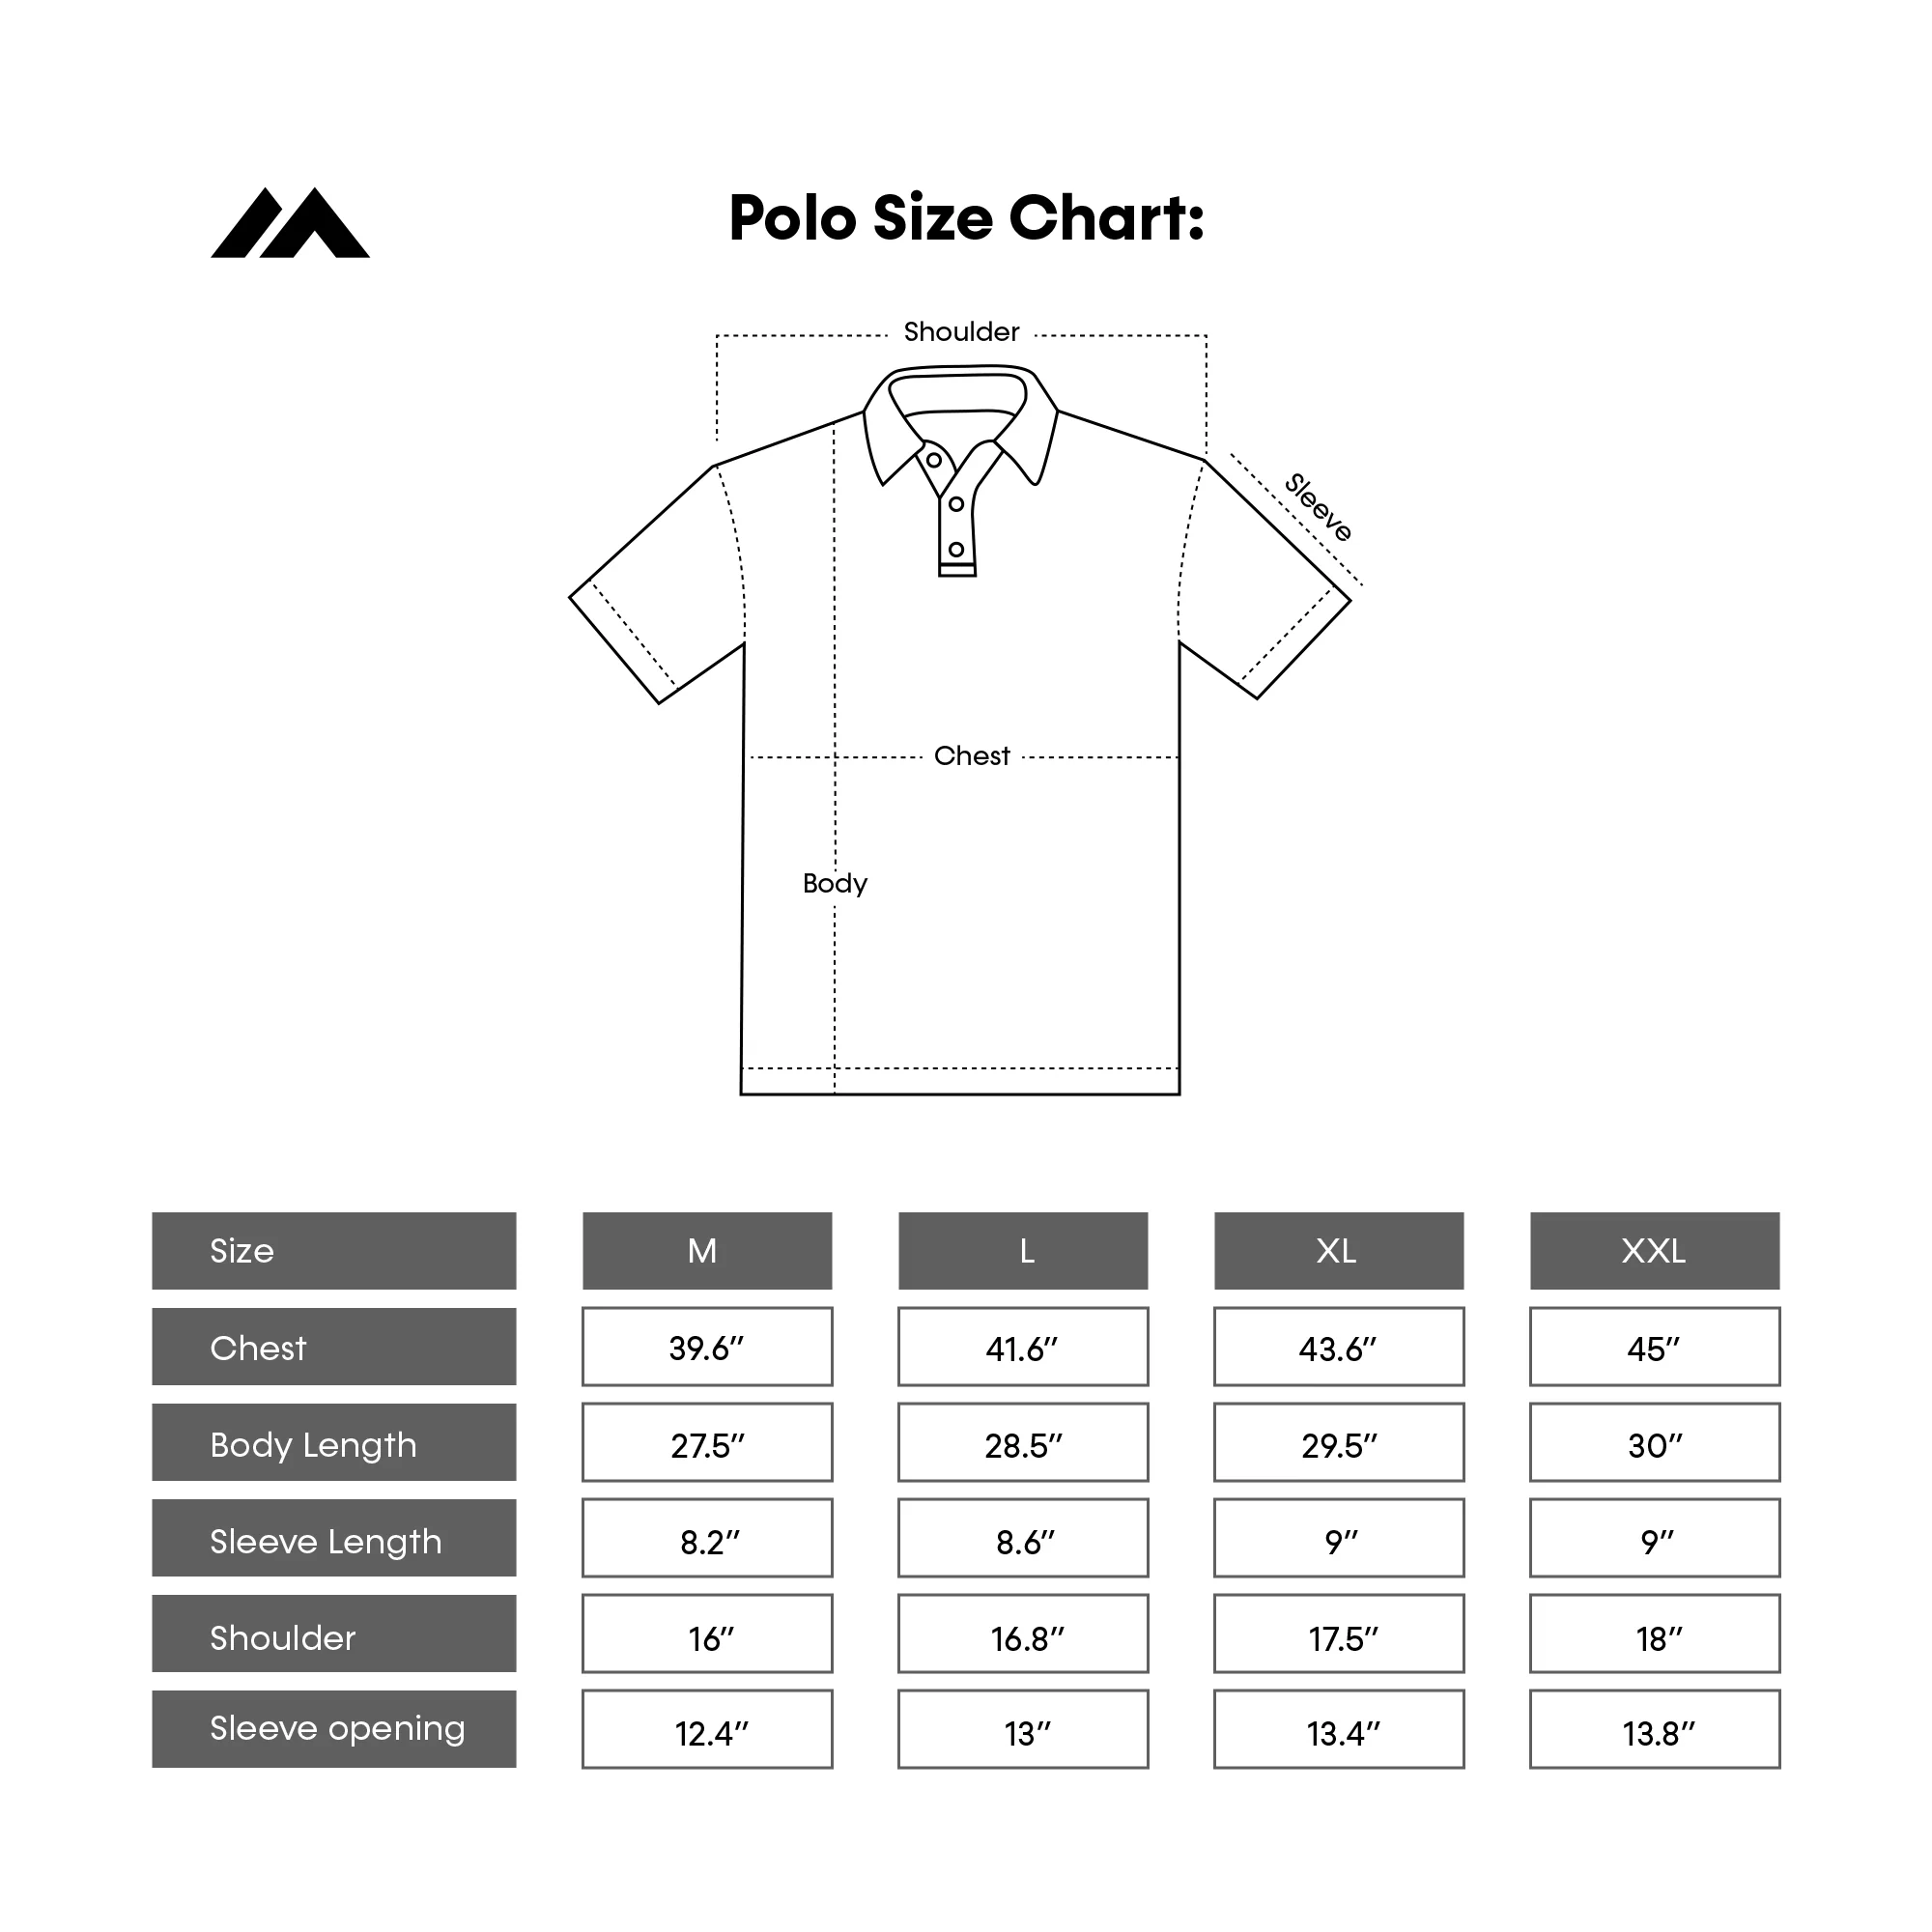 Polo Size Chart:
Shoulder
Sleeve
Chest
Body
Size M L XL XXL
Chest 39.6’’ 41.6’’ 43.6’’ 45’’
Body Length 27.5’’ 28.5’’ 29.5’’ 30’’
Sleeve Length 8.2’’ 8.6’’ 9’’ 9’’
Shoulder 16’’ 16.8’’ 17.5’’ 18’’
Sleeve opening 12.4’’ 13’’ 13.4’’ 13.8’’